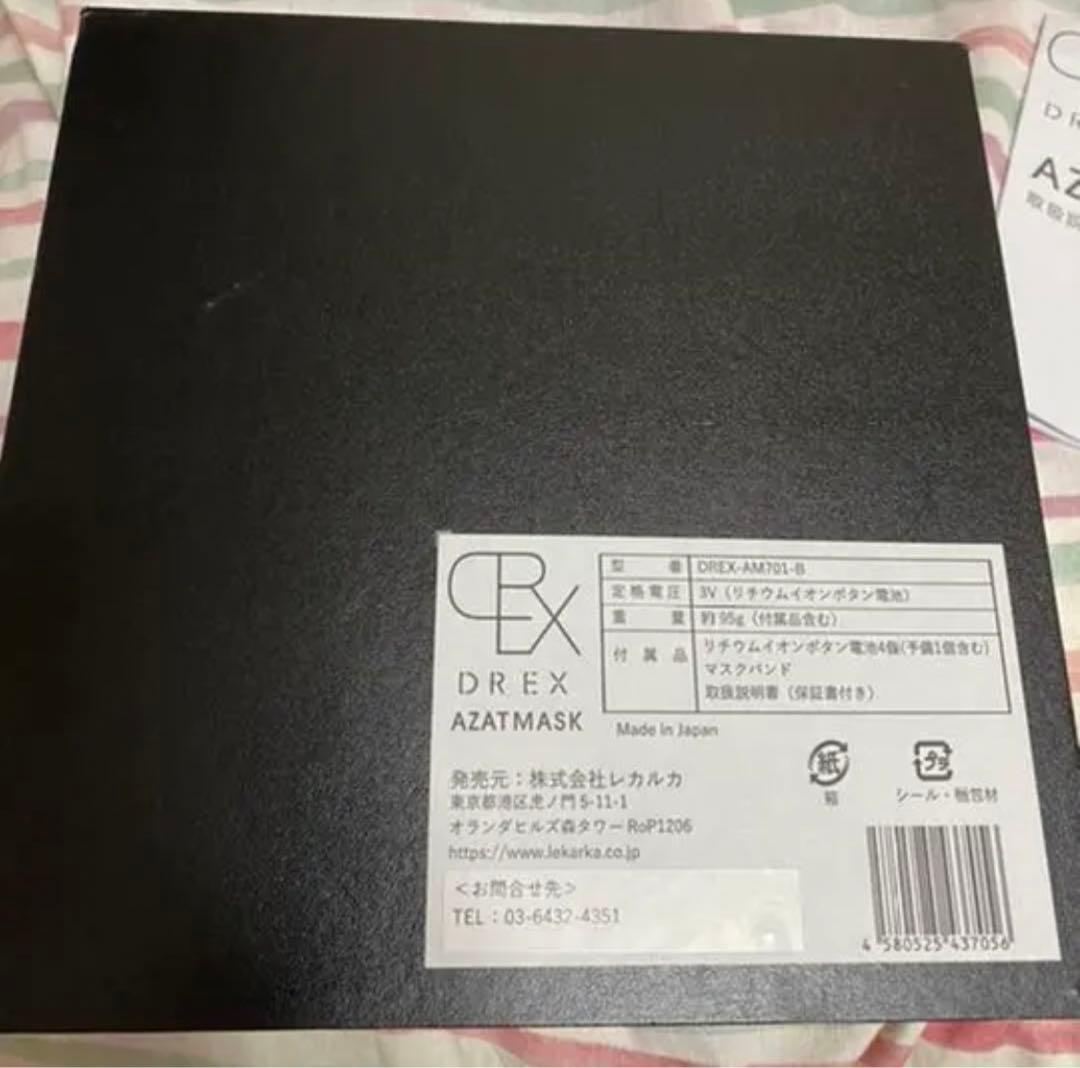 DREX
AZATMASK
型番 DREX-AM701-B
定格電圧 3V（リチウムイオンボタン電池）
重量 約95g（付属品含む）
付属品 リチウムイオンボタン電池4個(予備1個含む)
マスクバンド
取扱説明書（保証書付き）
Made in Japan
発売元：株式会社レカルカ
東京都港区虎ノ門5-11-1
オランダヒルズ森タワー RoP1206
https://www.lekarka.co.jp
＜お問合せ先＞
TEL：03-6432-4351
紙
箱
プラ
シール・梱包材
4 580525 437056
DR
AZ
取扱説